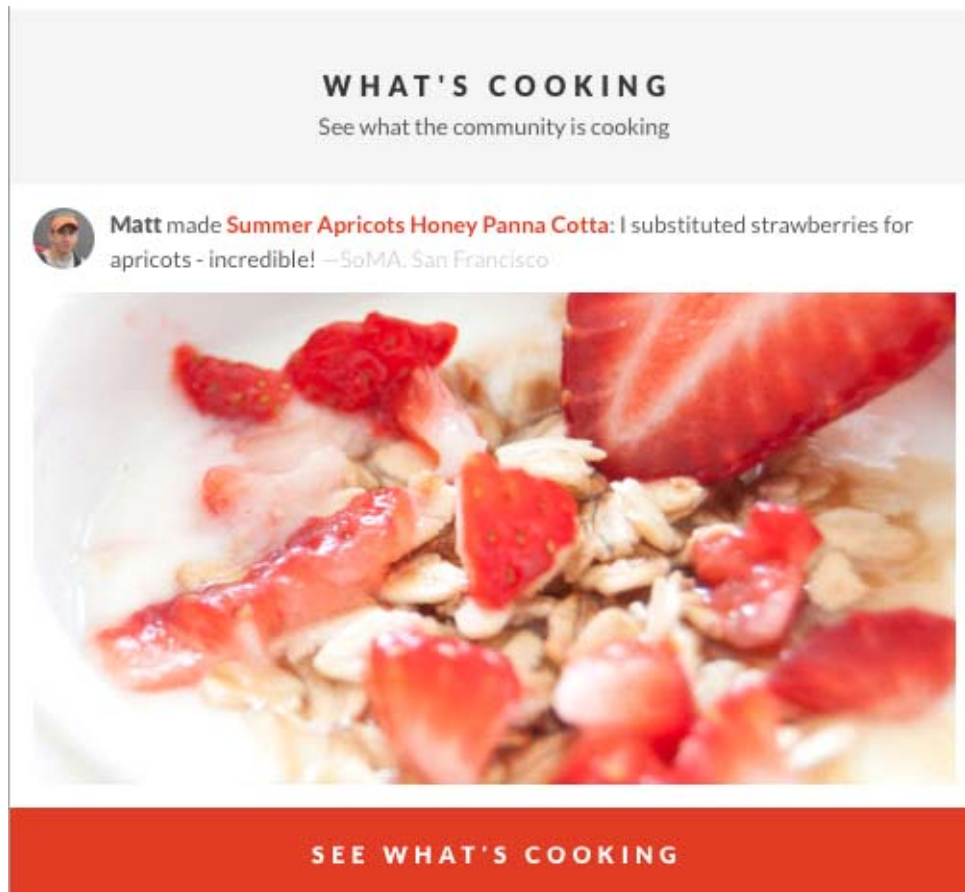 WHAT'S COOKING
See what the community is cooking
Matt made Summer Apricots Honey Panna Cotta: I substituted strawberries for
apricots - incredible! —SoMA. San Francisco
SEE WHAT'S COOKING